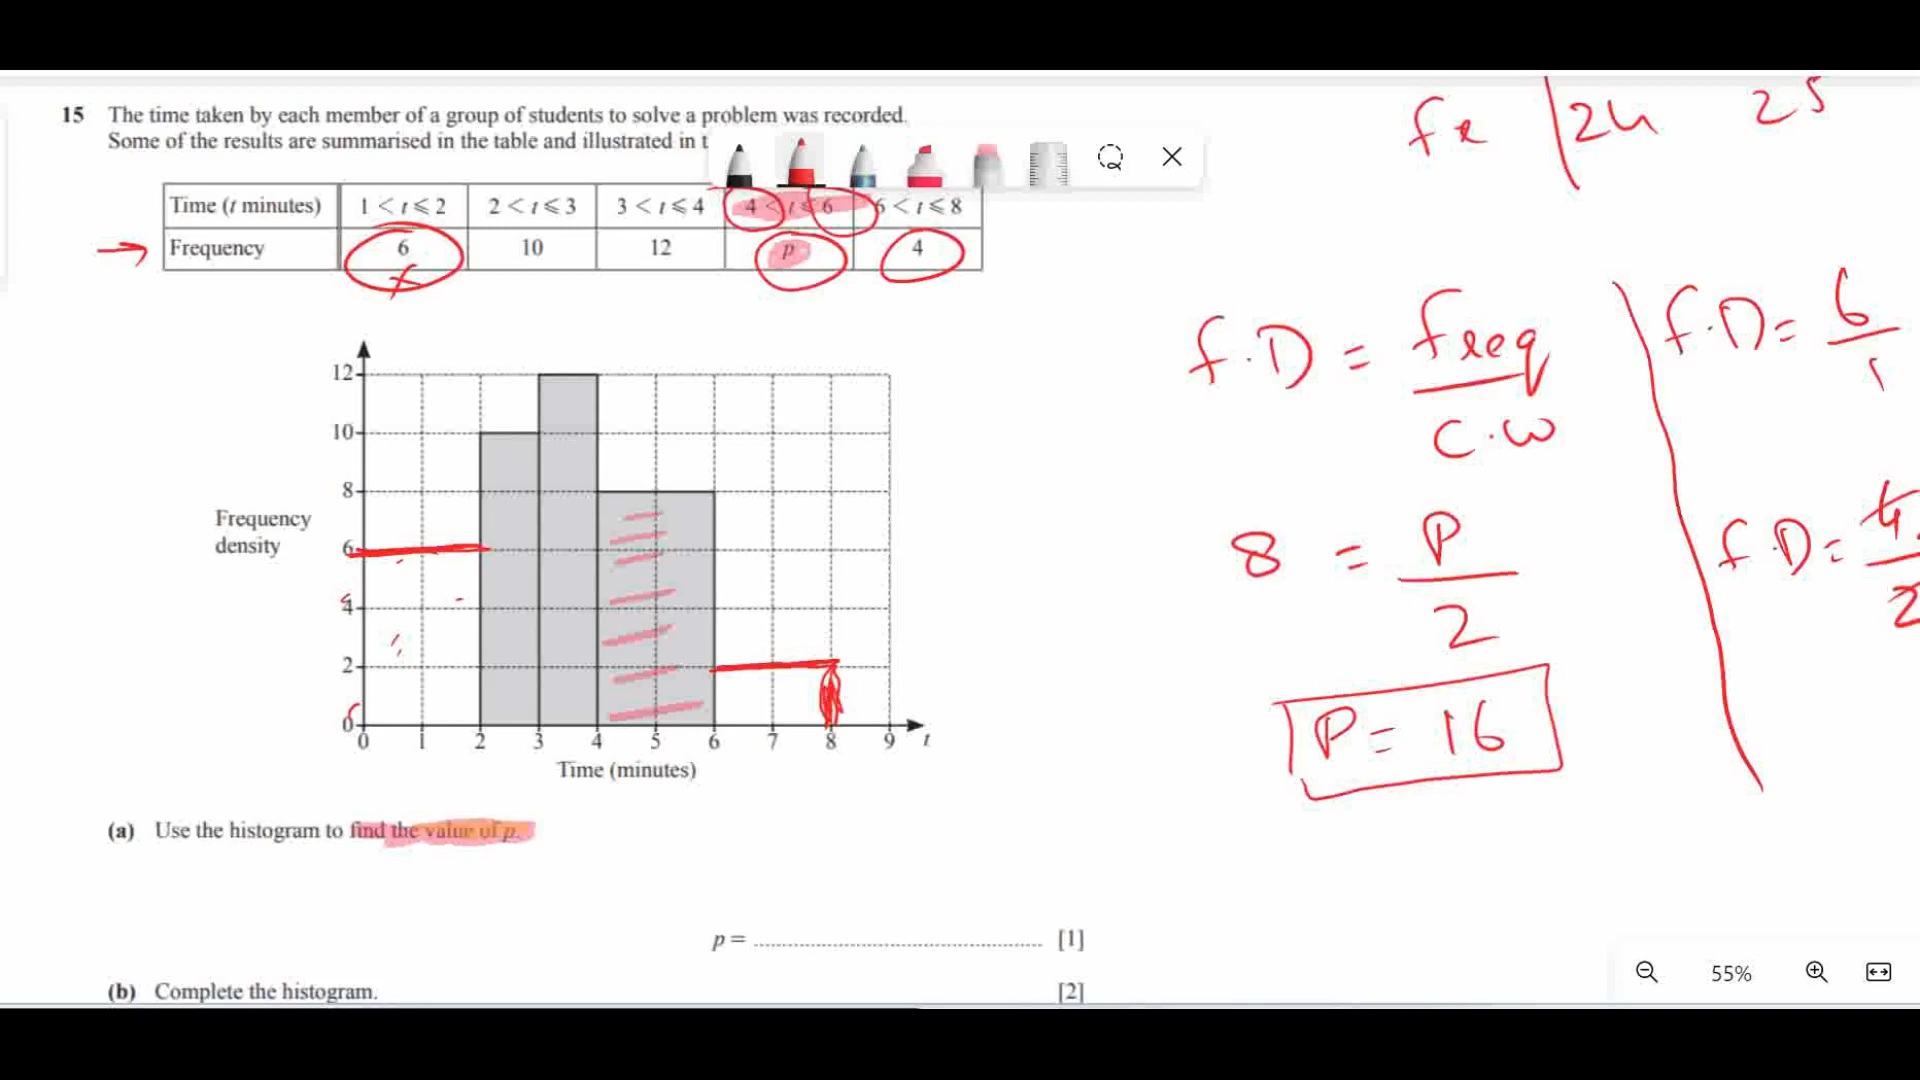 15 The time taken by each member of a group of students to solve a problem was recorded.
Some of the results are summarised in the table and illustrated in t
Time (t minutes) 1 < t ⩽ 2 2 < t ⩽ 3 3 < t ⩽ 4 4 < t ⩽ 6 6 < t ⩽ 8
Frequency 6 10 12 p 4
12
10
8
Frequency
density
6
4
2
0
0 1 2 3 4 5 6 7 8 9 t
Time (minutes)
(a) Use the histogram to find the value of p.
p = ........................................ [1]
(b) Complete the histogram. [2]
24 25
f.D = freq
C.W
8 = P
2
P = 16
f.D = 6
1
f.D = 4
2
55%